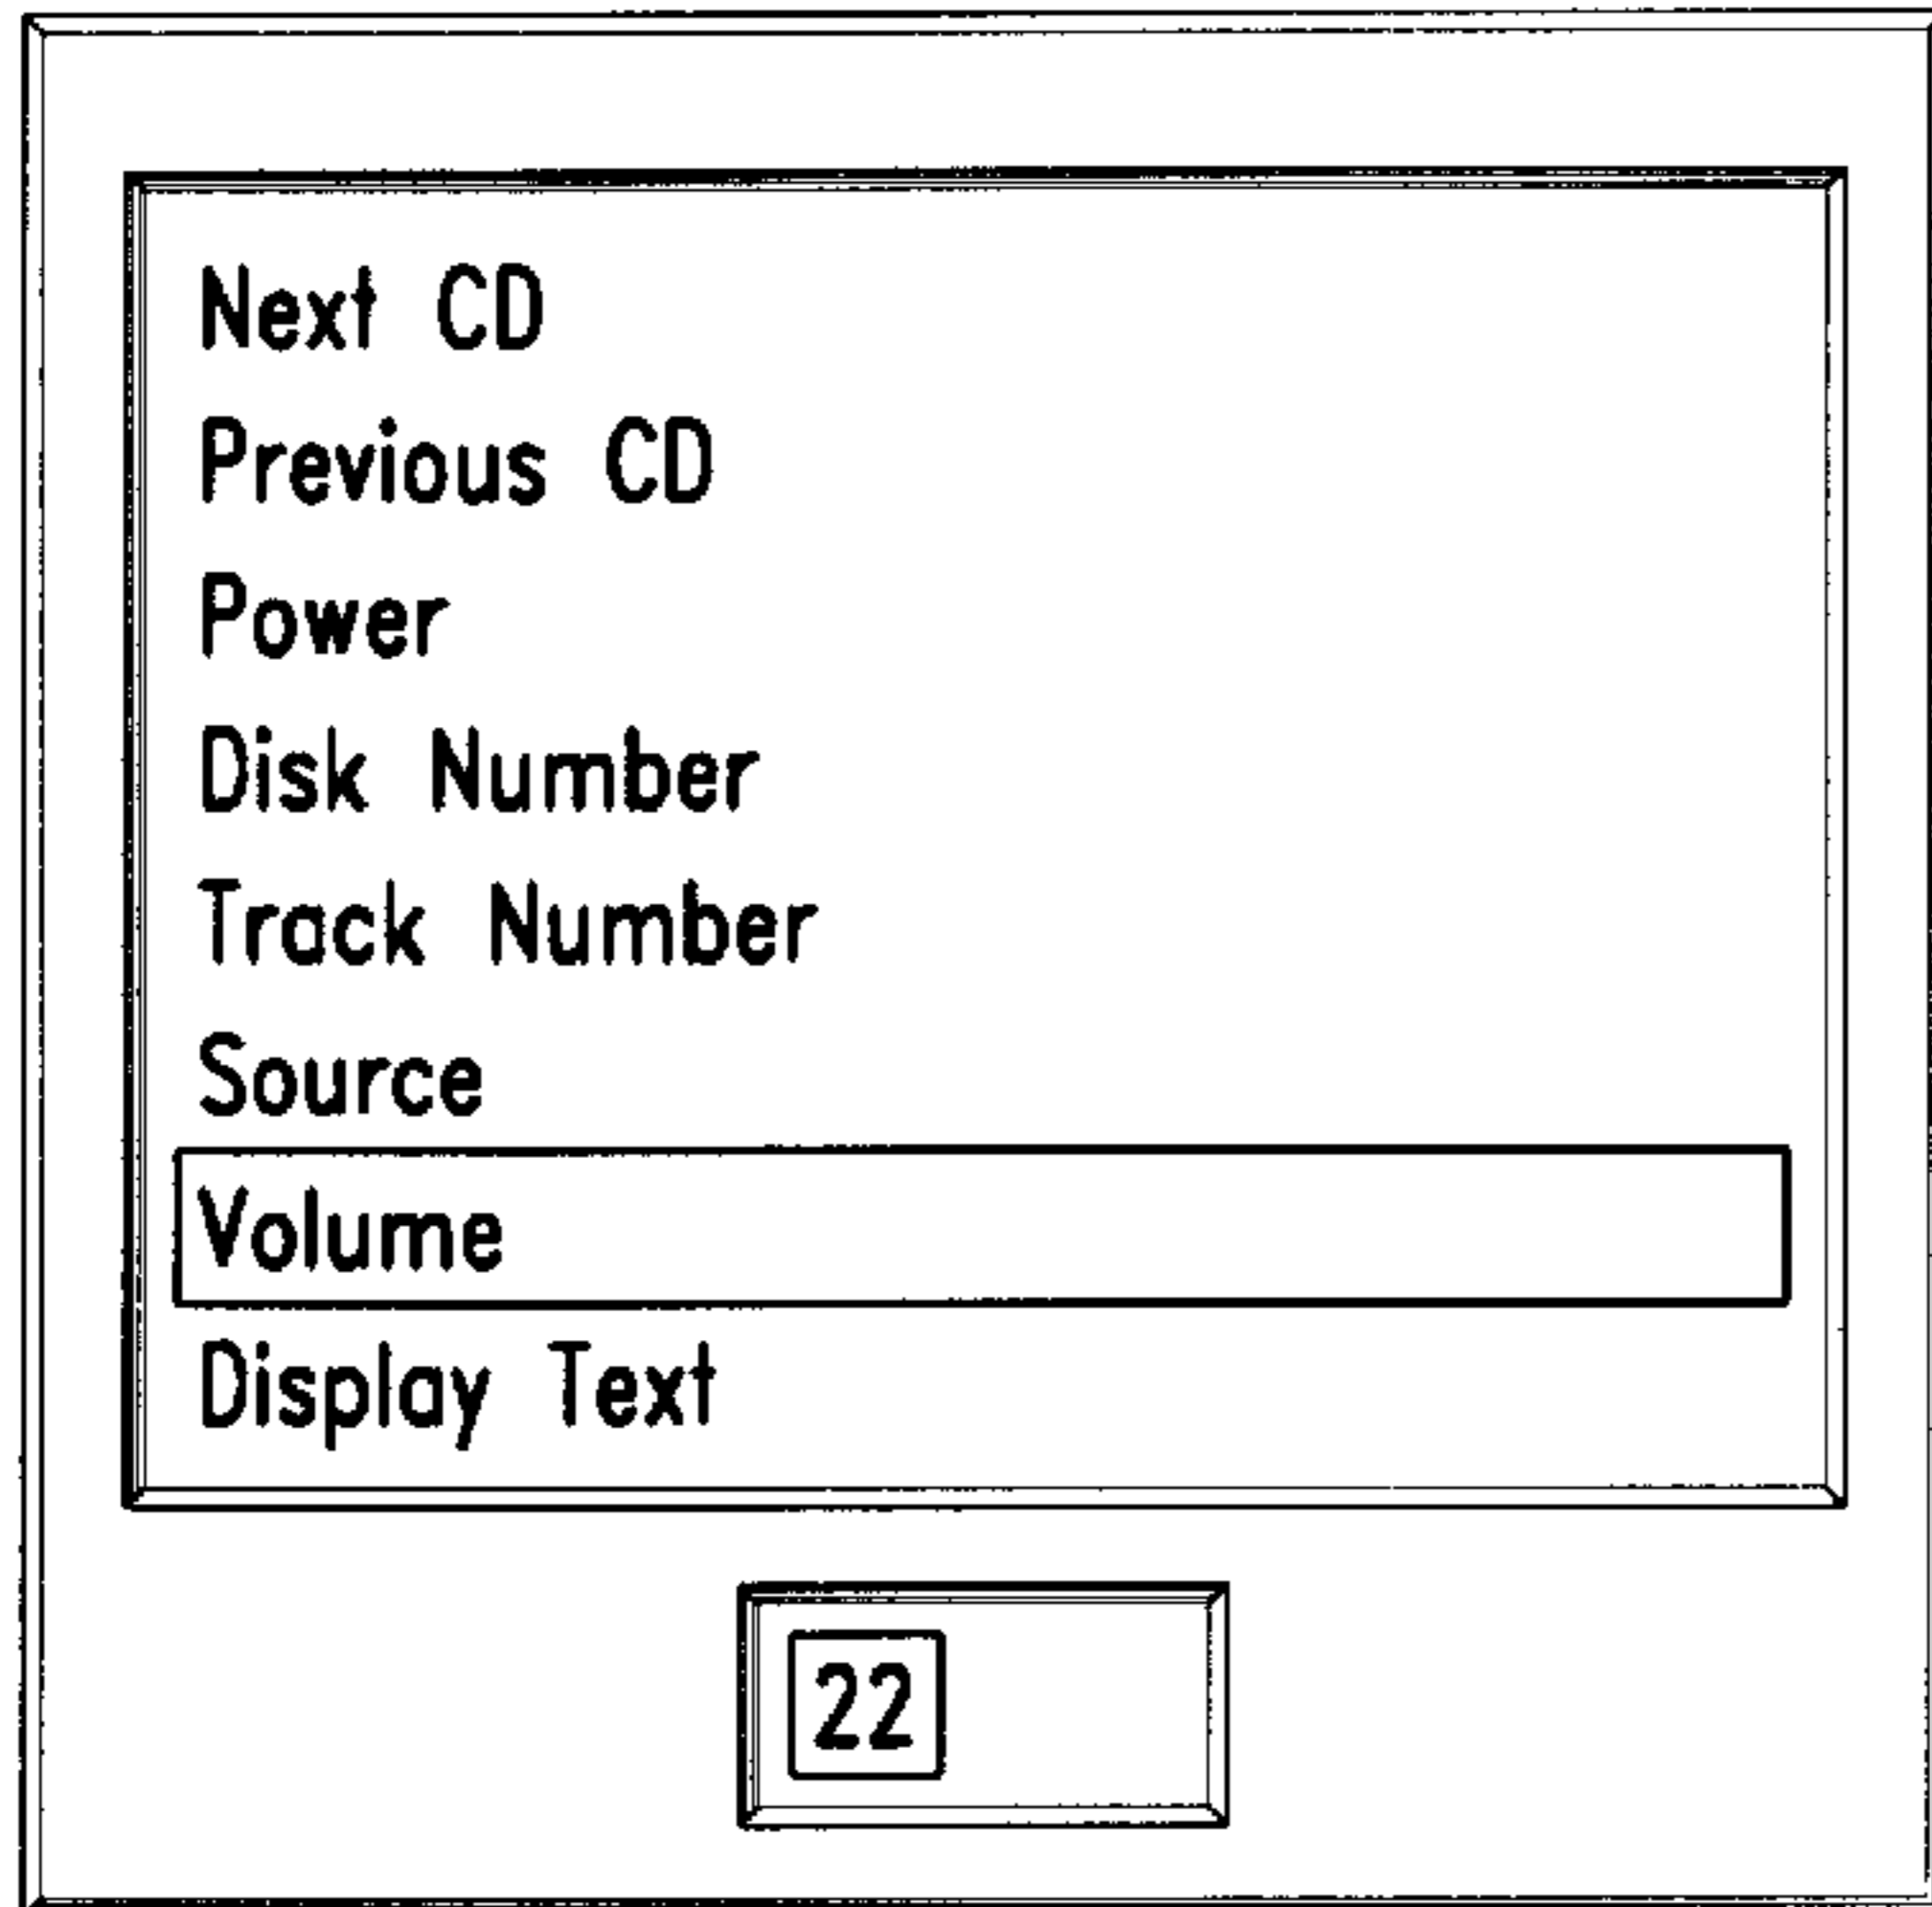 Next CD
Previous CD
Power
Disk Number
Track Number
Source
Volume
Display Text
22